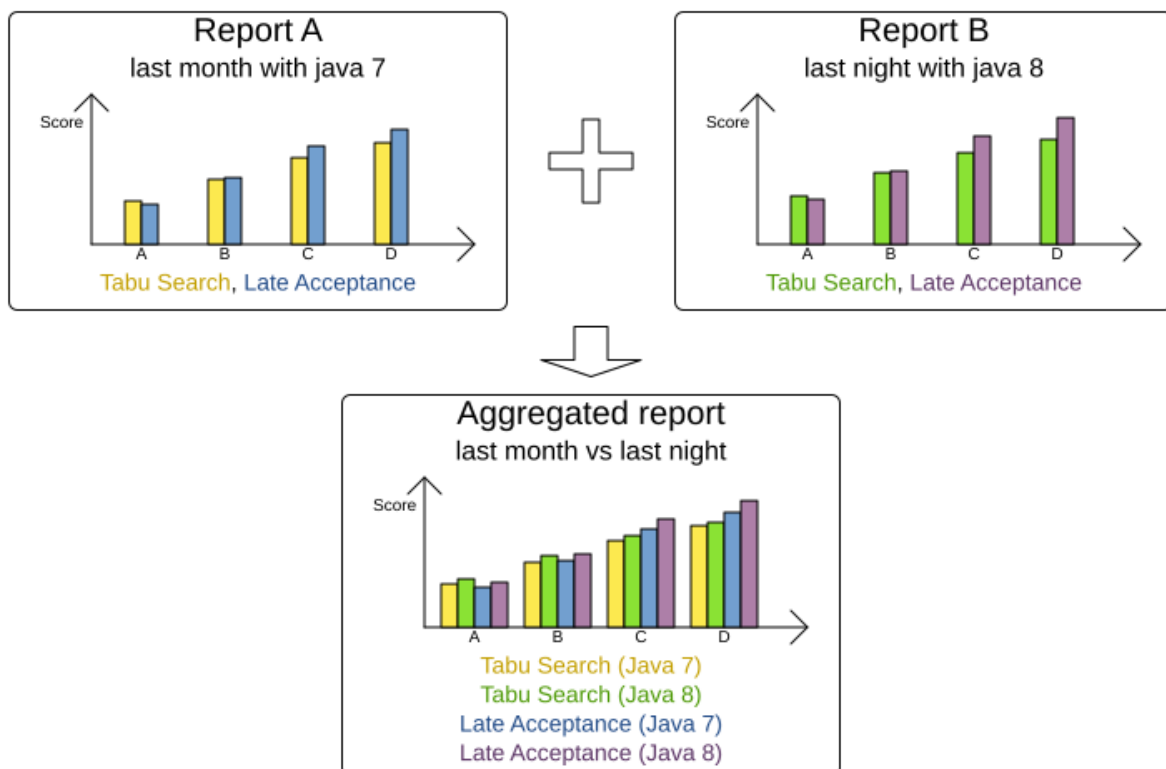 Report A
last month with java 7
Score
A B C D
Tabu Search, Late Acceptance
Report B
last night with java 8
Score
A B C D
Tabu Search, Late Acceptance
Aggregated report
last month vs last night
Score
A B C D
Tabu Search (Java 7)
Tabu Search (Java 8)
Late Acceptance (Java 7)
Late Acceptance (Java 8)